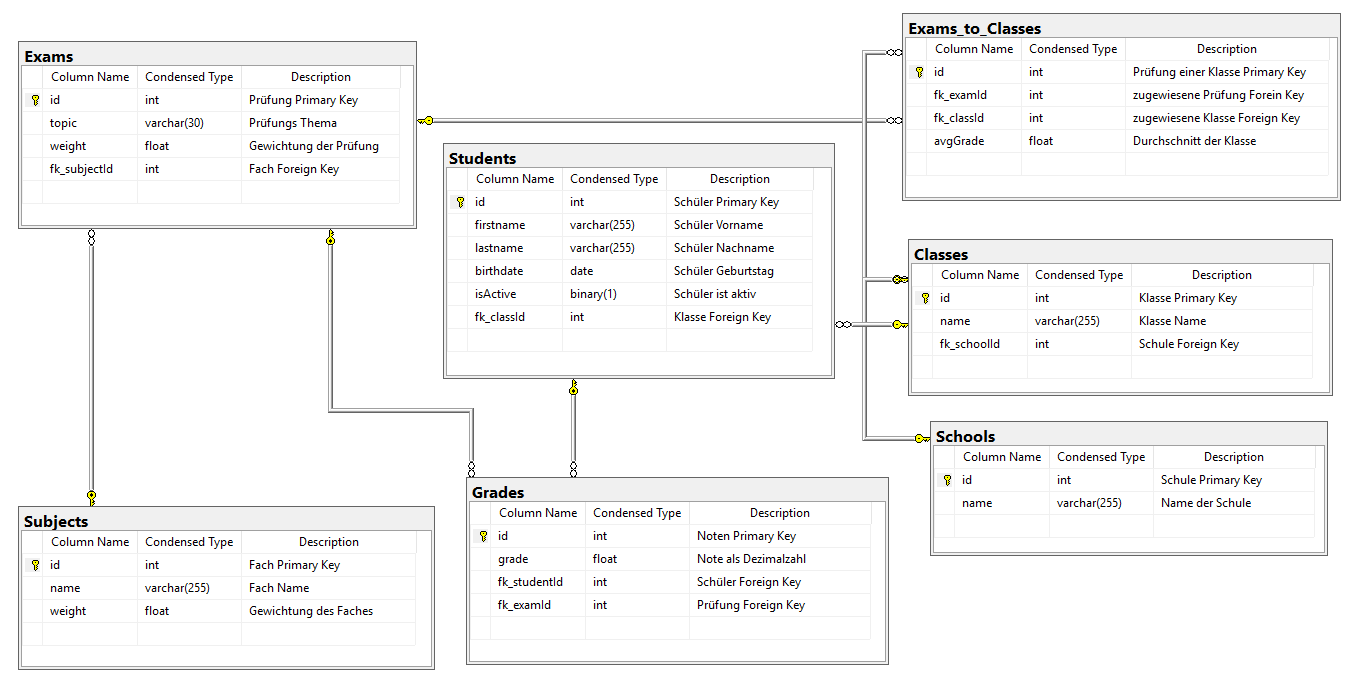 Exams
Column Name Condensed Type Description
id int Prüfung Primary Key
topic varchar(30) Prüfungs Thema
weight float Gewichtung der Prüfung
fk_subjectId int Fach Foreign Key
Exams_to_Classes
Column Name Condensed Type Description
id int Prüfung einer Klasse Primary Key
fk_examId int zugewiesene Prüfung Forein Key
fk_classId int zugewiesene Klasse Foreign Key
avgGrade float Durchschnitt der Klasse
Students
Column Name Condensed Type Description
id int Schüler Primary Key
firstname varchar(255) Schüler Vorname
lastname varchar(255) Schüler Nachname
birthdate date Schüler Geburtstag
isActive binary(1) Schüler ist aktiv
fk_classId int Klasse Foreign Key
Classes
Column Name Condensed Type Description
id int Klasse Primary Key
name varchar(255) Klasse Name
fk_schoolId int Schule Foreign Key
Schools
Column Name Condensed Type Description
id int Schule Primary Key
name varchar(255) Name der Schule
Grades
Column Name Condensed Type Description
id int Noten Primary Key
grade float Note als Dezimalzahl
fk_studentId int Schüler Foreign Key
fk_examId int Prüfung Foreign Key
Subjects
Column Name Condensed Type Description
id int Fach Primary Key
name varchar(255) Fach Name
weight float Gewichtung des Faches